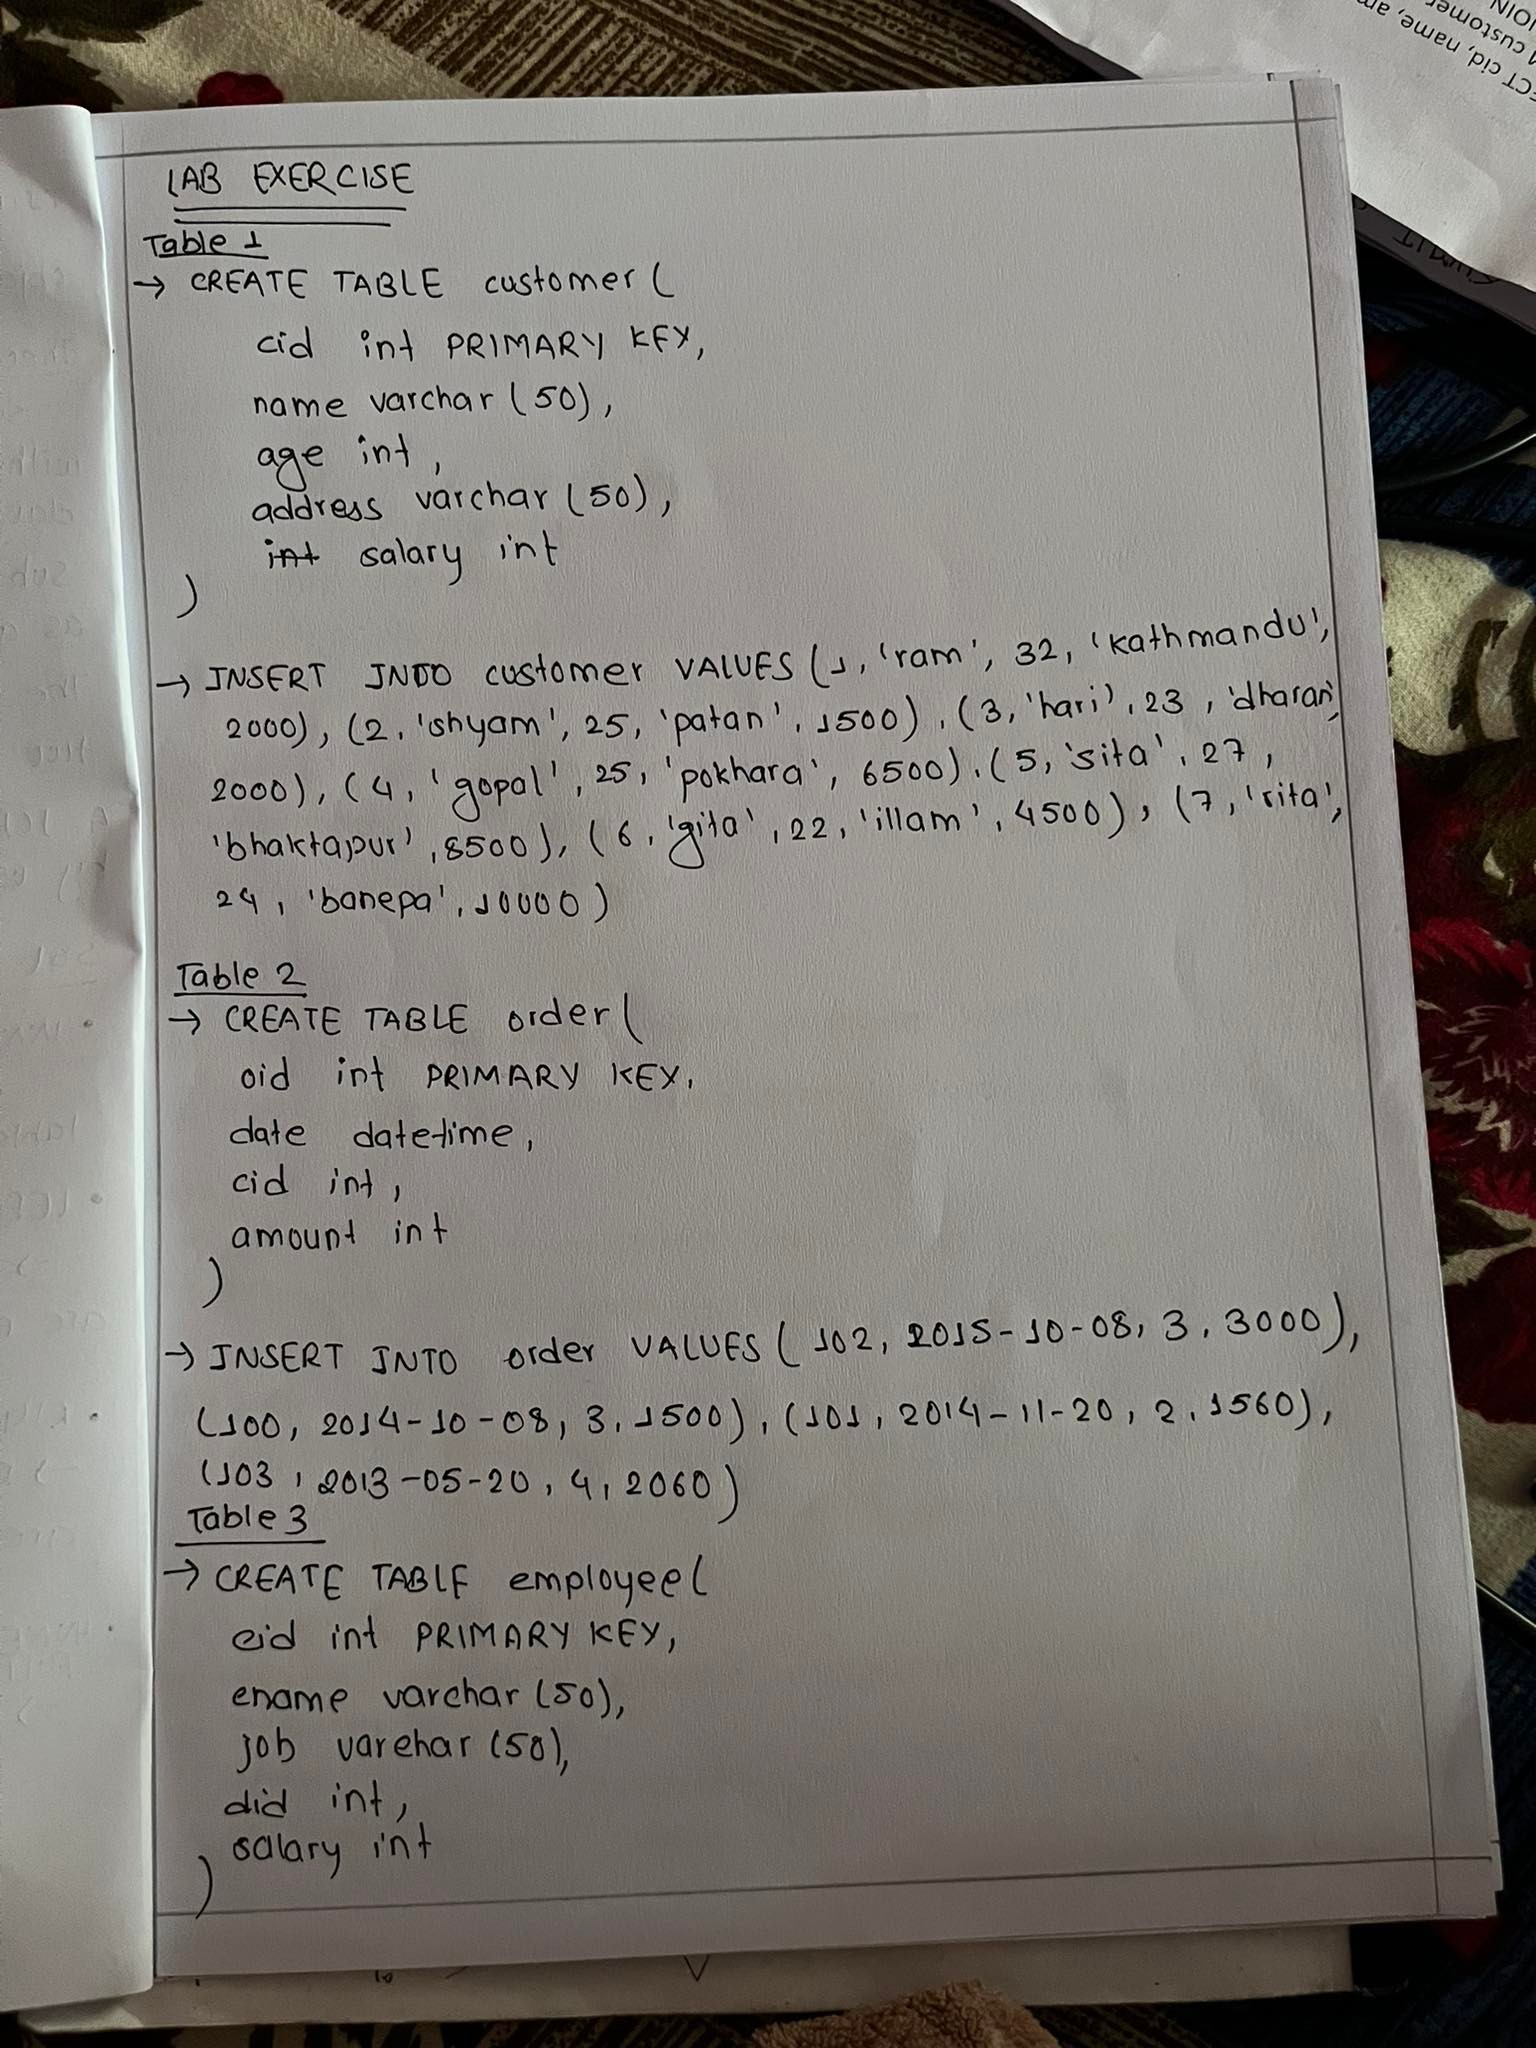 LAB EXERCISE
Table 1
→ CREATE TABLE customer(
cid int PRIMARY KEY,
name varchar (50),
age int,
address varchar (50),
int salary int
)
→ INSERT INTO customer VALUES (1, 'ram', 32, 'kathmandu',
2000), (2, 'shyam', 25, 'patan', 1500), (3, 'hari', 23, 'dharan',
2000), (4, 'gopal', 25, 'pokhara', 6500), (5, 'sita', 27,
'bhaktapur', 8500), (6, 'gita', 22, 'illam', 4500), (7, 'rita',
24, 'banepa', 10000)
Table 2
→ CREATE TABLE order(
oid int PRIMARY KEY,
date datetime,
cid int,
amount int
)
→ INSERT INTO order VALUES (102, 2015-10-08, 3, 3000),
(100, 2014-10-08, 3, 1500), (101, 2014-11-20, 2, 1560),
(103, 2013-05-20, 4, 2060)
Table 3
→ CREATE TABLE employee(
eid int PRIMARY KEY,
ename varchar (50),
job varchar (50),
did int,
salary int
)
JOIN
customer
ECT cid, name, am